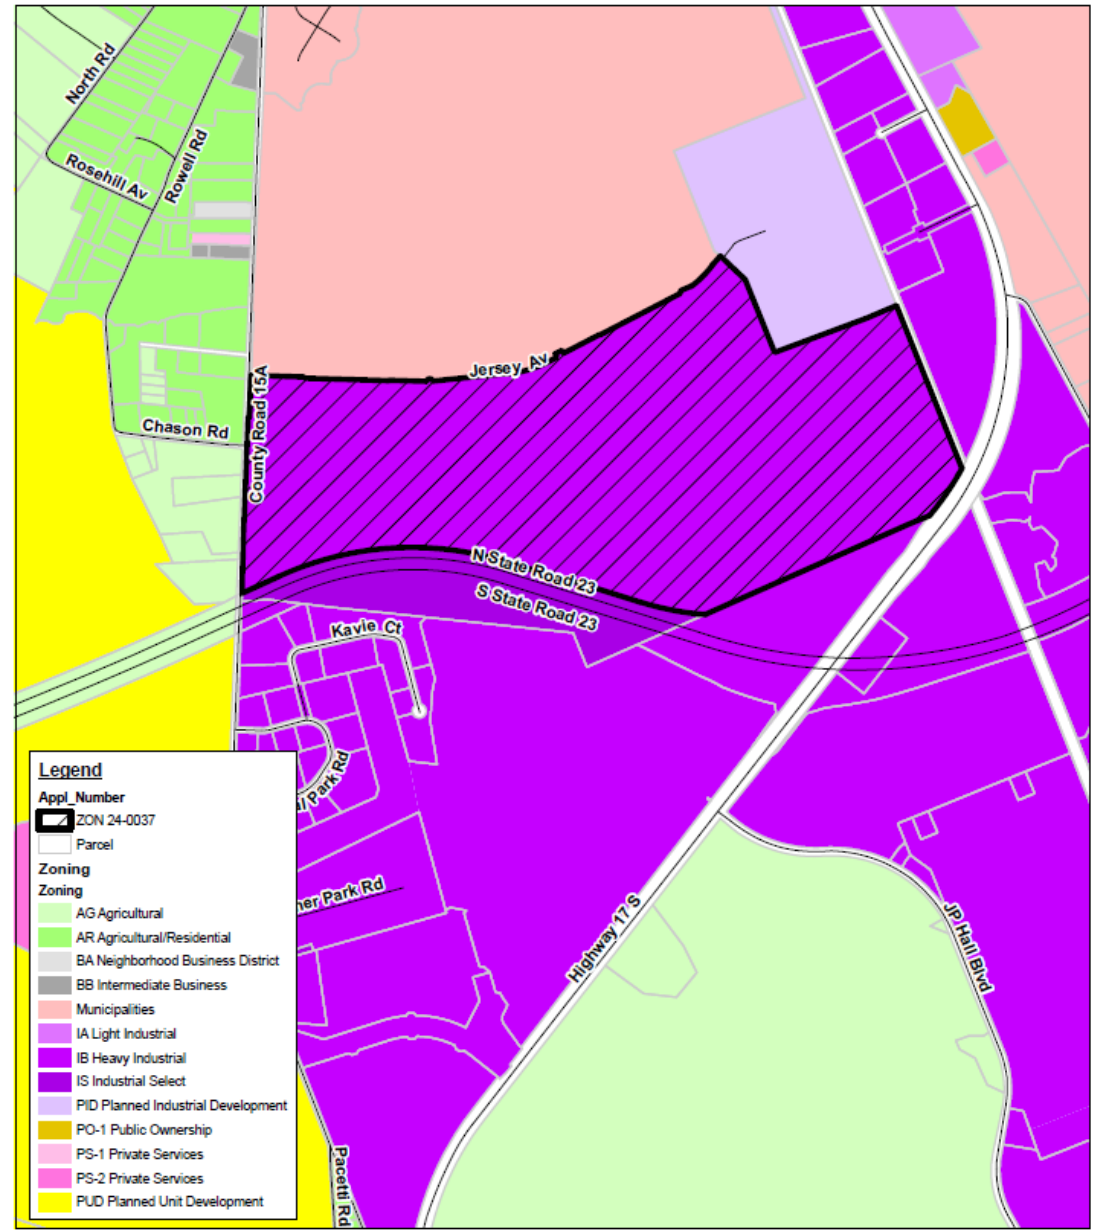 North Rd
Rosehill Av
Rowell Rd
Jersey Av
County Road 15A
Chason Rd
N State Road 23
S State Road 23
Kavie Ct
al Park Rd
ner Park Rd
Highway 17 S
JP Hall Blvd
Pacetti Rd
Legend
Appl_Number
ZON 24-0037
Parcel
Zoning
Zoning
AG Agricultural
AR Agricultural/Residential
BA Neighborhood Business District
BB Intermediate Business
Municipalities
IA Light Industrial
IB Heavy Industrial
IS Industrial Select
PID Planned Industrial Development
PO-1 Public Ownership
PS-1 Private Services
PS-2 Private Services
PUD Planned Unit Development